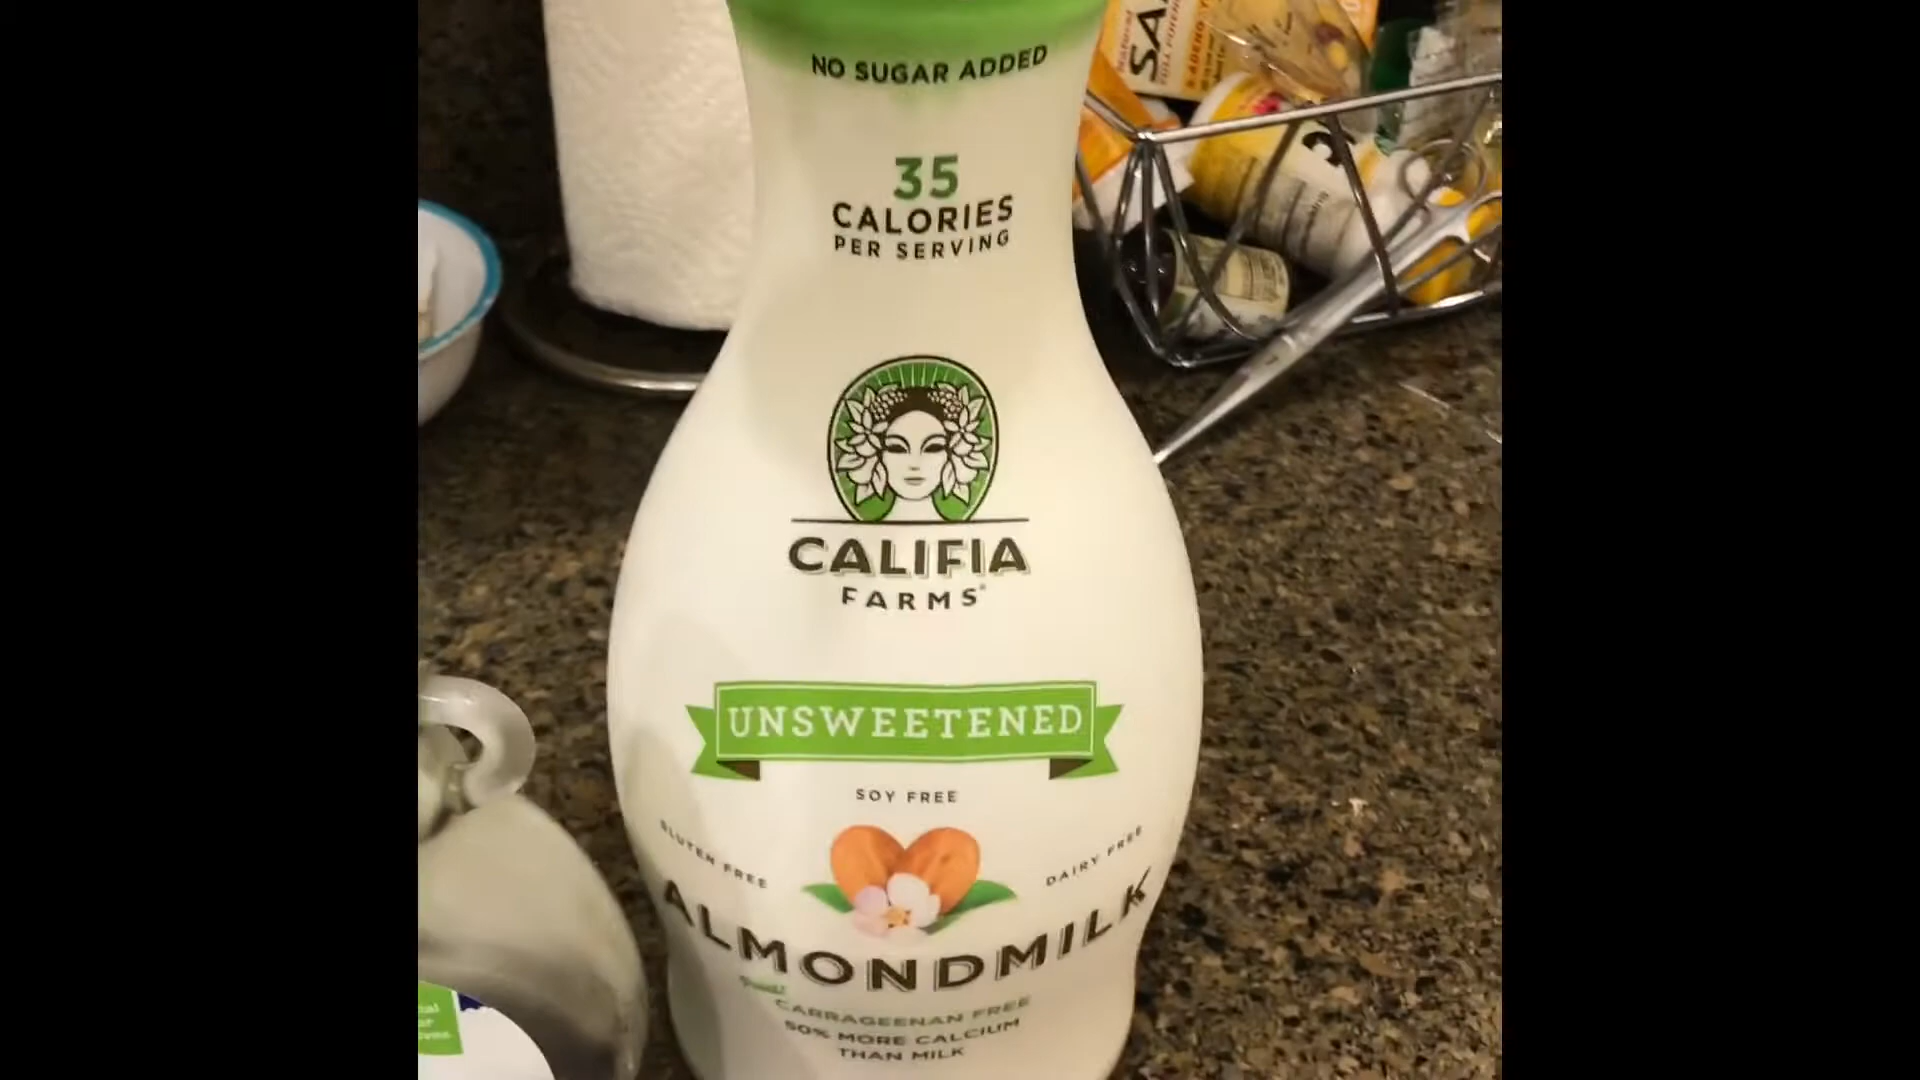 NO SUGAR ADDED
35
CALORIES
PER SERVING
CALIFIA
FARMS
UNSWEETENED
SOY FREE
GLUTEN FREE
DAIRY FREE
ALMONDMILK
CARRAGEENAN FREE
50% MORE CALCIUM
THAN MILK